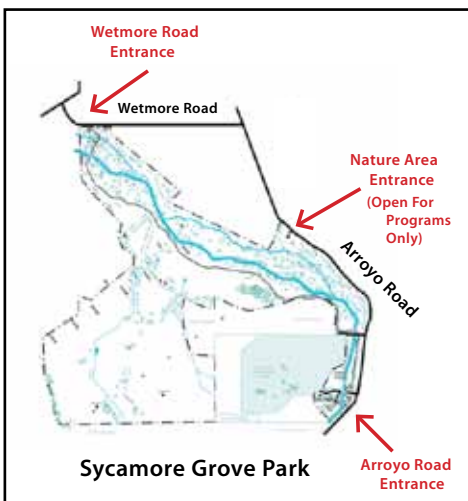 Wetmore Road
Entrance
Wetmore Road
Nature Area
Entrance
(Open For
Programs
Only)
Arroyo Road
Sycamore Grove Park
Arroyo Road
Entrance